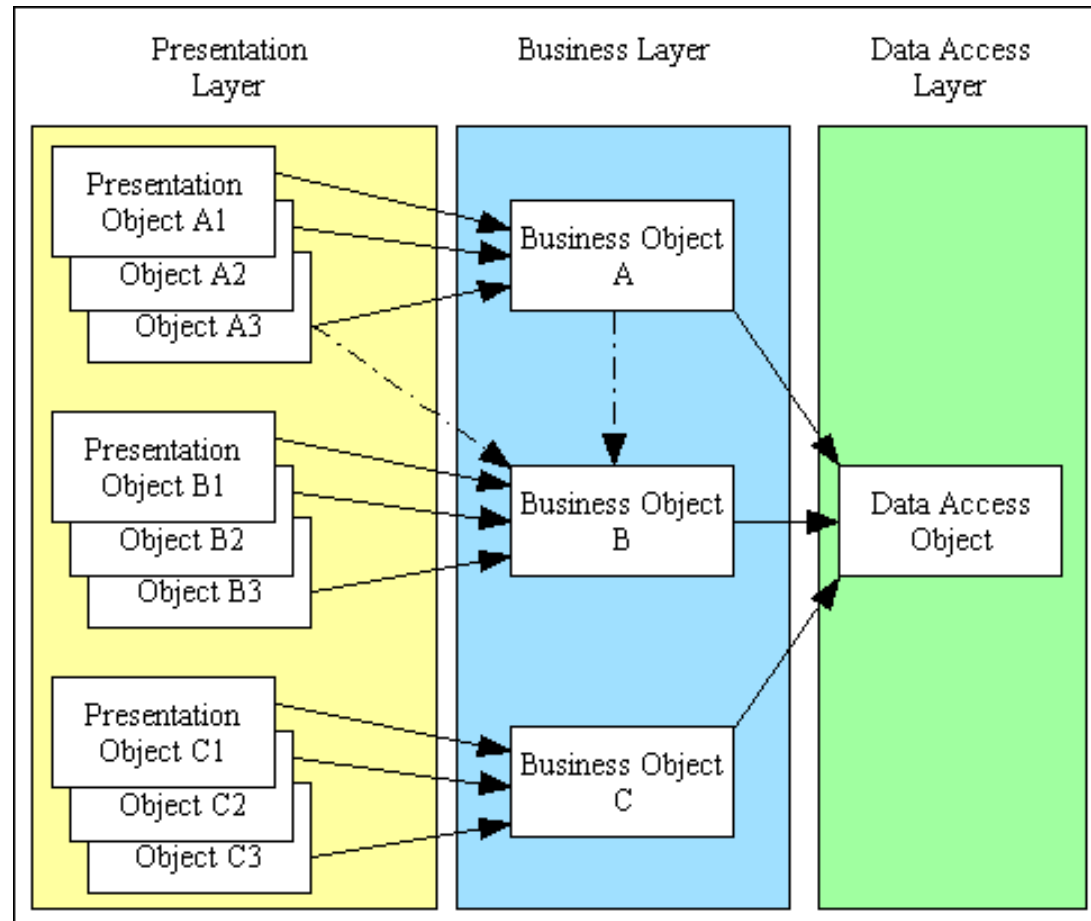 Presentation
Layer
Business Layer
Data Access
Layer
Presentation
Object A1
Object A2
Object A3
Business Object
A
Presentation
Object B1
Object B2
Object B3
Business Object
B
Data Access
Object
Presentation
Object C1
Object C2
Object C3
Business Object
C